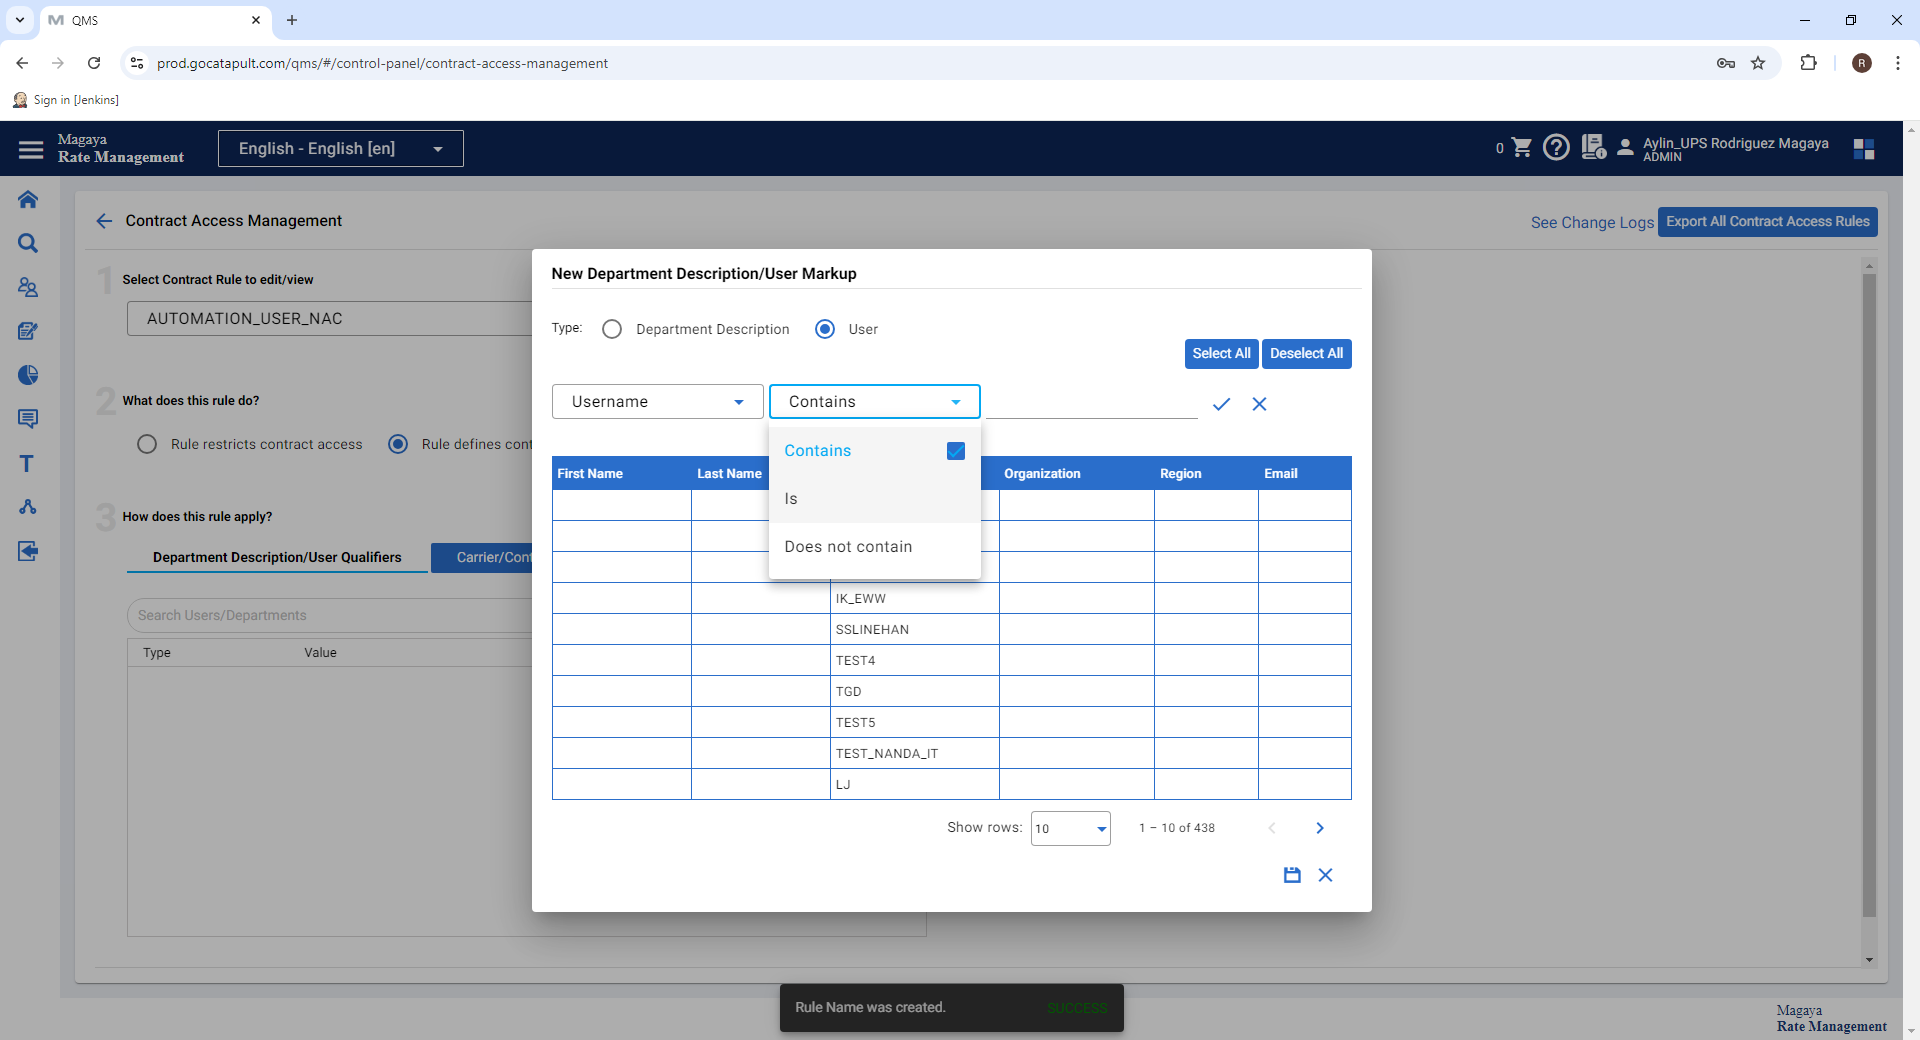 QMS
prod.gocatapult.com/qms/#/control-panel/contract-access-management
R
Sign in [Jenkins]
Magaya
Rate Management
English - English [en]
0
Aylin_UPS Rodriguez Magaya
ADMIN
Contract Access Management
See Change Logs
Export All Contract Access Rules
1
Select Contract Rule to edit/view
AUTOMATION_USER_NAC
2
What does this rule do?
Rule restricts contract access
Rule defines cont
3
How does this rule apply?
Department Description/User Qualifiers
Carrier/Cont
Search Users/Departments
Type
Value
New Department Description/User Markup
Type:
Department Description
User
Select All
Deselect All
Username
Contains
Contains
Is
Does not contain
First Name
Last Name
Organization
Region
Email
IK_EWW
SSLINEHAN
TEST4
TGD
TEST5
TEST_NANDA_IT
LJ
Show rows:
10
1 – 10 of 438
Rule Name was created.
SUCCESS
Magaya
Rate Management